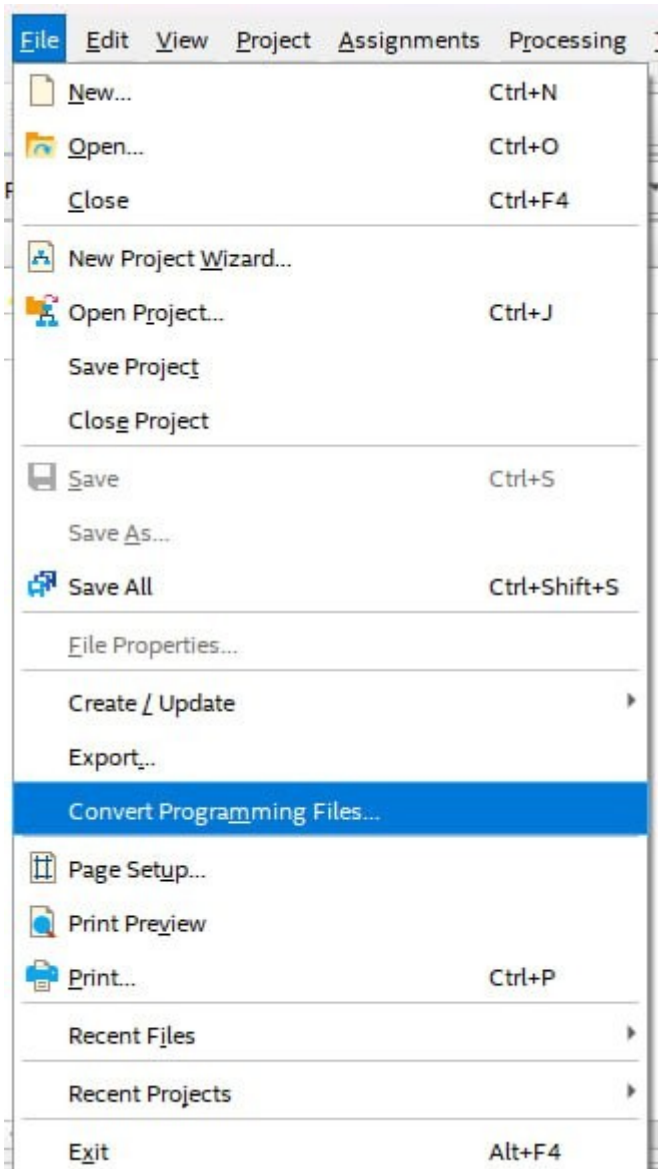 File Edit View Project Assignments Processing
New... Ctrl+N
Open... Ctrl+O
Close Ctrl+F4
New Project Wizard...
Open Project... Ctrl+J
Save Project
Close Project
Save Ctrl+S
Save As...
Save All Ctrl+Shift+S
File Properties...
Create / Update
Export...
Convert Programming Files...
Page Setup...
Print Preview
Print... Ctrl+P
Recent Files
Recent Projects
Exit Alt+F4